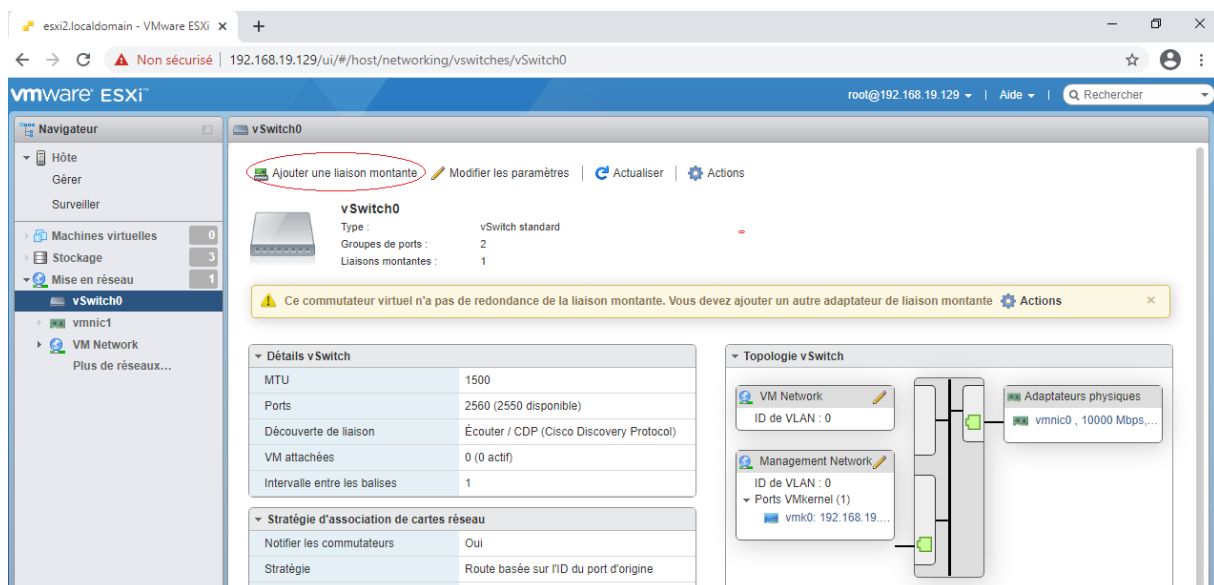 esxi2.localdomain - VMware ESXi
Non sécurisé 192.168.19.129/ui/#/host/networking/vswitches/vSwitch0
vmware ESXi™
root@192.168.19.129 | Aide | Rechercher
Navigateur
Hôte
Gérer
Surveiller
Machines virtuelles 0
Stockage 3
Mise en réseau 1
vSwitch0
vmnic1
VM Network
Plus de réseaux...
vSwitch0
Ajouter une liaison montante Modifier les paramètres | Actualiser | Actions
vSwitch0
Type : vSwitch standard
Groupes de ports : 2
Liaisons montantes : 1
Ce commutateur virtuel n'a pas de redondance de la liaison montante. Vous devez ajouter un autre adaptateur de liaison montante Actions
Détails vSwitch
MTU 1500
Ports 2560 (2550 disponible)
Découverte de liaison Écouter / CDP (Cisco Discovery Protocol)
VM attachées 0 (0 actif)
Intervalle entre les balises 1
Stratégie d'association de cartes réseau
Notifier les commutateurs Oui
Stratégie Route basée sur l'ID du port d'origine
Topologie vSwitch
VM Network
ID de VLAN : 0
Management Network
ID de VLAN : 0
Ports VMkernel (1)
vmk0: 192.168.19....
Adaptateurs physiques
vmnic0 , 10000 Mbps,...